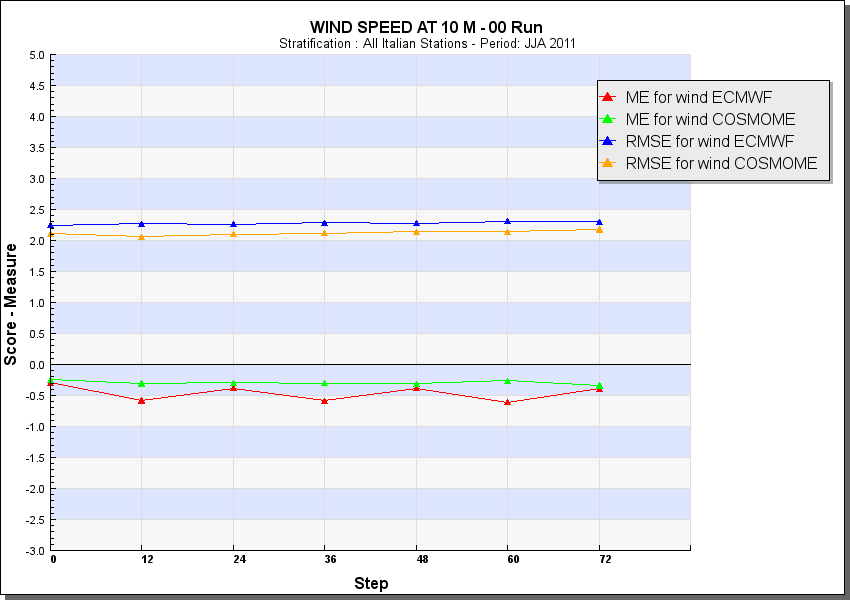 WIND SPEED AT 10 M - 00 Run
Stratification : All Italian Stations - Period: JJA 2011
ME for wind ECMWF
ME for wind COSMOME
RMSE for wind ECMWF
RMSE for wind COSMOME
Score - Measure
5.0
4.5
4.0
3.5
3.0
2.5
2.0
1.5
1.0
0.5
0.0
-0.5
-1.0
-1.5
-2.0
-2.5
-3.0
0 12 24 36 48 60 72
Step